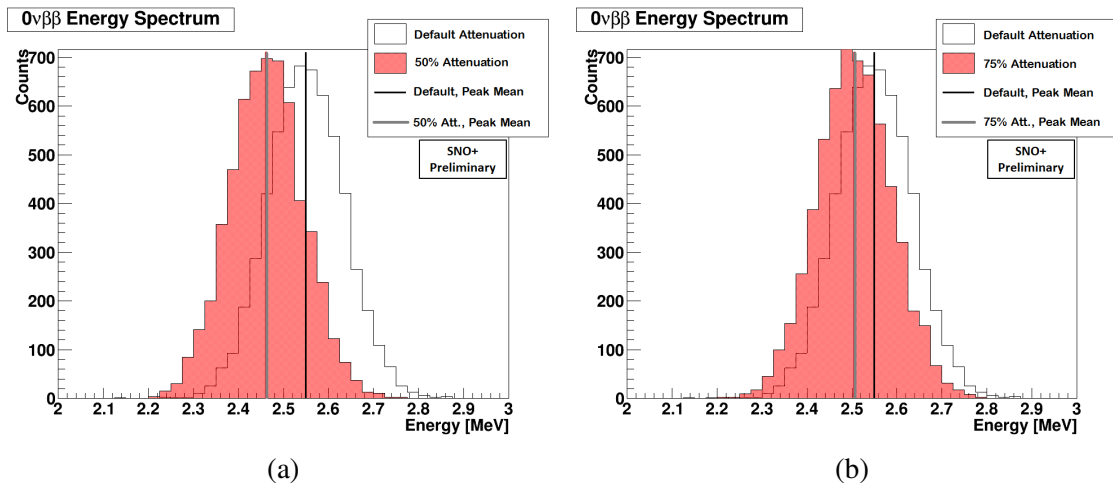 0νββ Energy Spectrum
Counts
700
600
500
400
300
200
100
0
2 2.1 2.2 2.3 2.4 2.5 2.6 2.7 2.8 2.9 3
Energy [MeV]
Default Attenuation
50% Attenuation
Default, Peak Mean
50% Att., Peak Mean
SNO+
Preliminary
(a)
0νββ Energy Spectrum
Counts
700
600
500
400
300
200
100
0
2 2.1 2.2 2.3 2.4 2.5 2.6 2.7 2.8 2.9 3
Energy [MeV]
Default Attenuation
75% Attenuation
Default, Peak Mean
75% Att., Peak Mean
SNO+
Preliminary
(b)